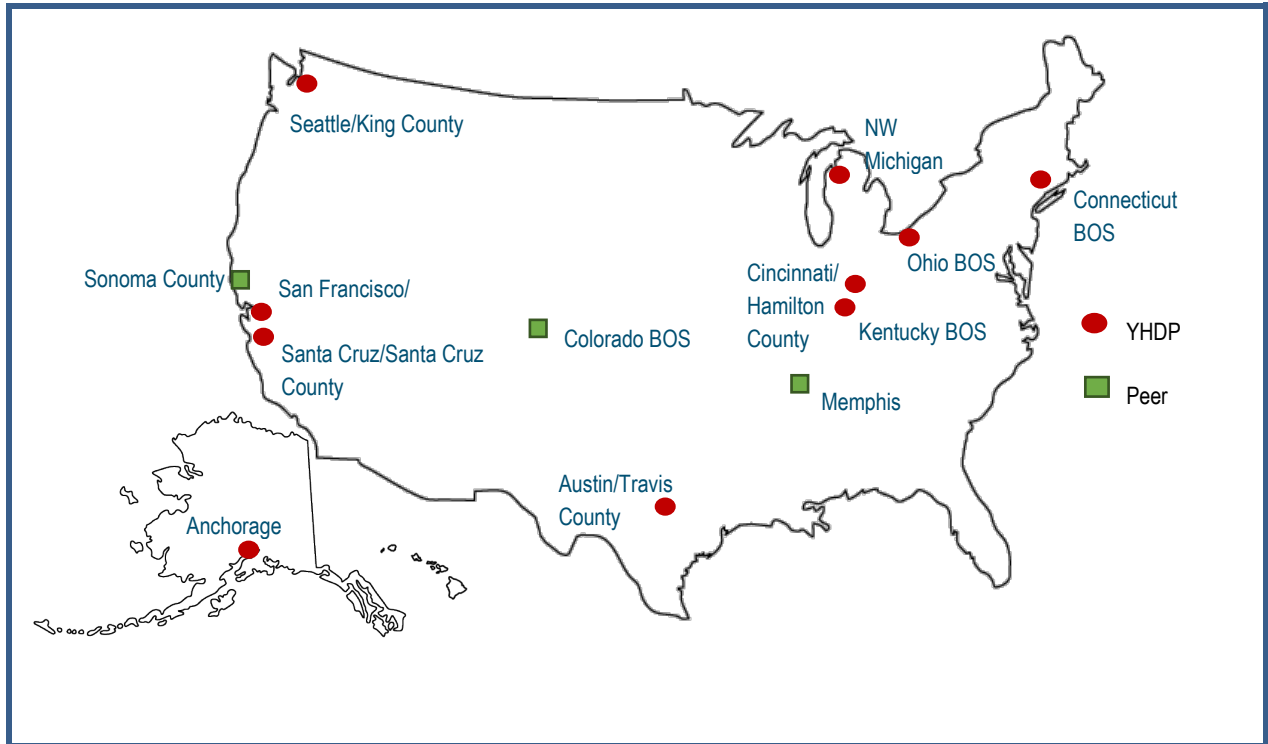 Seattle/King County
NW
Michigan
Connecticut
BOS
Ohio BOS
Cincinnati/
Hamilton
County
Kentucky BOS
Sonoma County
San Francisco/
Santa Cruz/Santa Cruz
County
Colorado BOS
Memphis
YHDP
Peer
Austin/Travis
County
Anchorage